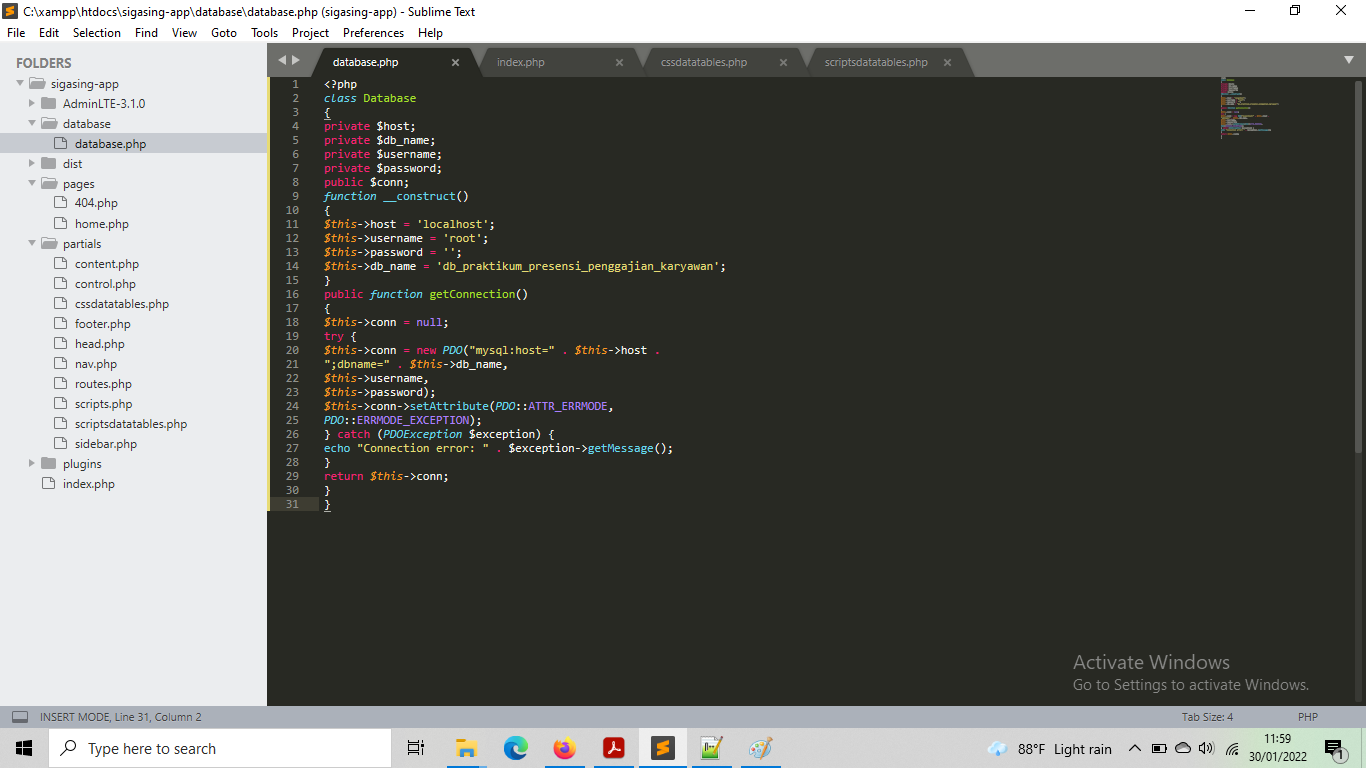 C:\xampp\htdocs\sigasing-app\database\database.php (sigasing-app) - Sublime Text
File Edit Selection Find View Goto Tools Project Preferences Help
FOLDERS
sigasing-app
AdminLTE-3.1.0
database
database.php
dist
pages
404.php
home.php
partials
content.php
control.php
cssdatatables.php
footer.php
head.php
nav.php
routes.php
scripts.php
scriptsdatatables.php
sidebar.php
plugins
index.php
database.php index.php cssdatatables.php scriptsdatatables.php
1 <?php
2 class Database
3 {
4 private $host;
5 private $db_name;
6 private $username;
7 private $password;
8 public $conn;
9 function __construct()
10 {
11 $this->host = 'localhost';
12 $this->username = 'root';
13 $this->password = '';
14 $this->db_name = 'db_praktikum_presensi_penggajian_karyawan';
15 }
16 public function getConnection()
17 {
18 $this->conn = null;
19 try {
20 $this->conn = new PDO("mysql:host=" . $this->host .
21 ";dbname=" . $this->db_name,
22 $this->username,
23 $this->password);
24 $this->conn->setAttribute(PDO::ATTR_ERRMODE,
25 PDO::ERRMODE_EXCEPTION);
26 } catch (PDOException $exception) {
27 echo "Connection error: " . $exception->getMessage();
28 }
29 return $this->conn;
30 }
31 }
Activate Windows
Go to Settings to activate Windows.
INSERT MODE, Line 31, Column 2 Tab Size: 4 PHP
Type here to search 88°F Light rain 11:59
30/01/2022 1